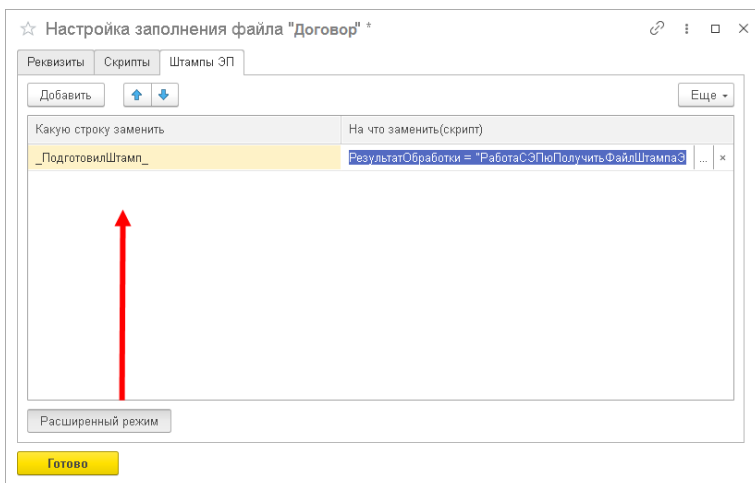 Настройка заполнения файла "Договор" *
Реквизиты Скрипты Штампы ЭП
Добавить Еще
Какую строку заменить На что заменить(скрипт)
_ПодготовилШтамп_ РезультатОбработки = "РаботаСЭПюПолучитьФайлШтампаЭ ... ×
Расширенный режим
Готово